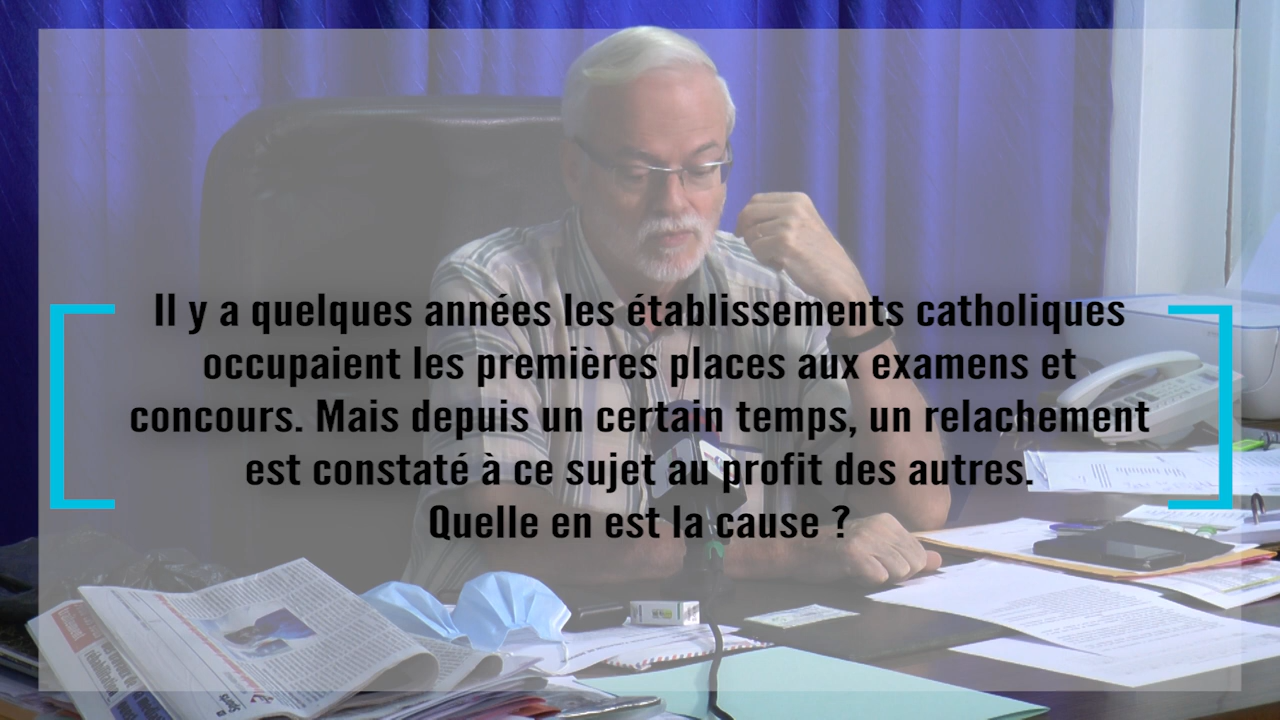 Il y a quelques années les établissements catholiques
occupaient les premières places aux examens et
concours. Mais depuis un certain temps, un relachement
est constaté à ce sujet au profit des autres.
Quelle en est la cause ?
Sports